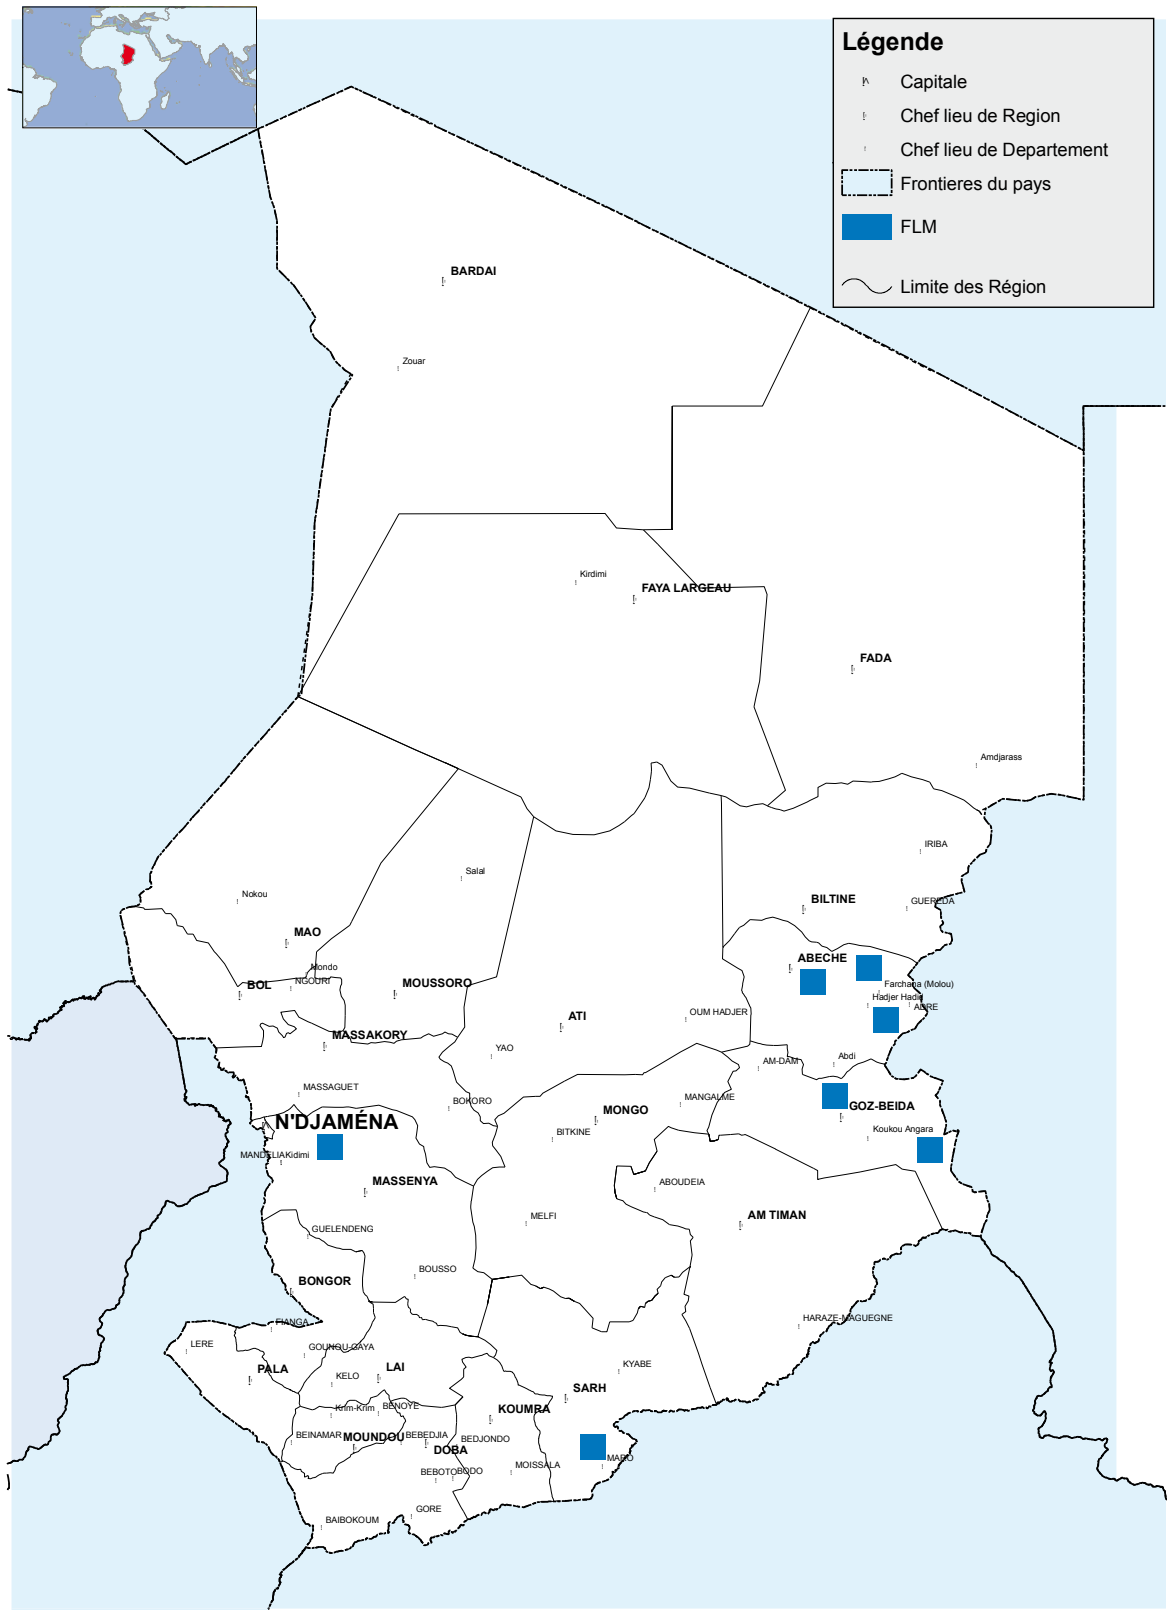 Légende
Capitale
Chef lieu de Region
Chef lieu de Departement
Frontieres du pays
FLM
Limite des Région
BARDAI
Zouar
Kirdimi
FAYA LARGEAU
FADA
Amdjarass
IRIBA
Salal
Nokou
BILTINE
GUEREDA
MAO
ABECHE
Mondo
NGOURI
BOL
MOUSSORO
Farchana (Molou)
Hadjer Hadid
ADRE
ATI
OUM HADJER
MASSAKORY
YAO
AM-DAM
Abdi
MASSAGUET
BOKORO
MANGALME
GOZ-BEIDA
N'DJAMÉNA
MONGO
BITKINE
Koukou Angara
MANDELIA
Kidimi
MASSENYA
ABOUDEIA
MELFI
AM TIMAN
GUELENDENG
BOUSSO
BONGOR
FIANGA
HARAZE-MAGUEGNE
LERE
GOUNOU-GAYA
PALA
LAI
KYABE
KELO
SARH
Krim-Krim
BENOYE
KOUMRA
BEINAMAR
MOUNDOU
BEBEDJIA
DOBA
BEDJONDO
MARO
BEBOTO
BODO
MOISSALA
GORE
BAIBOKOUM